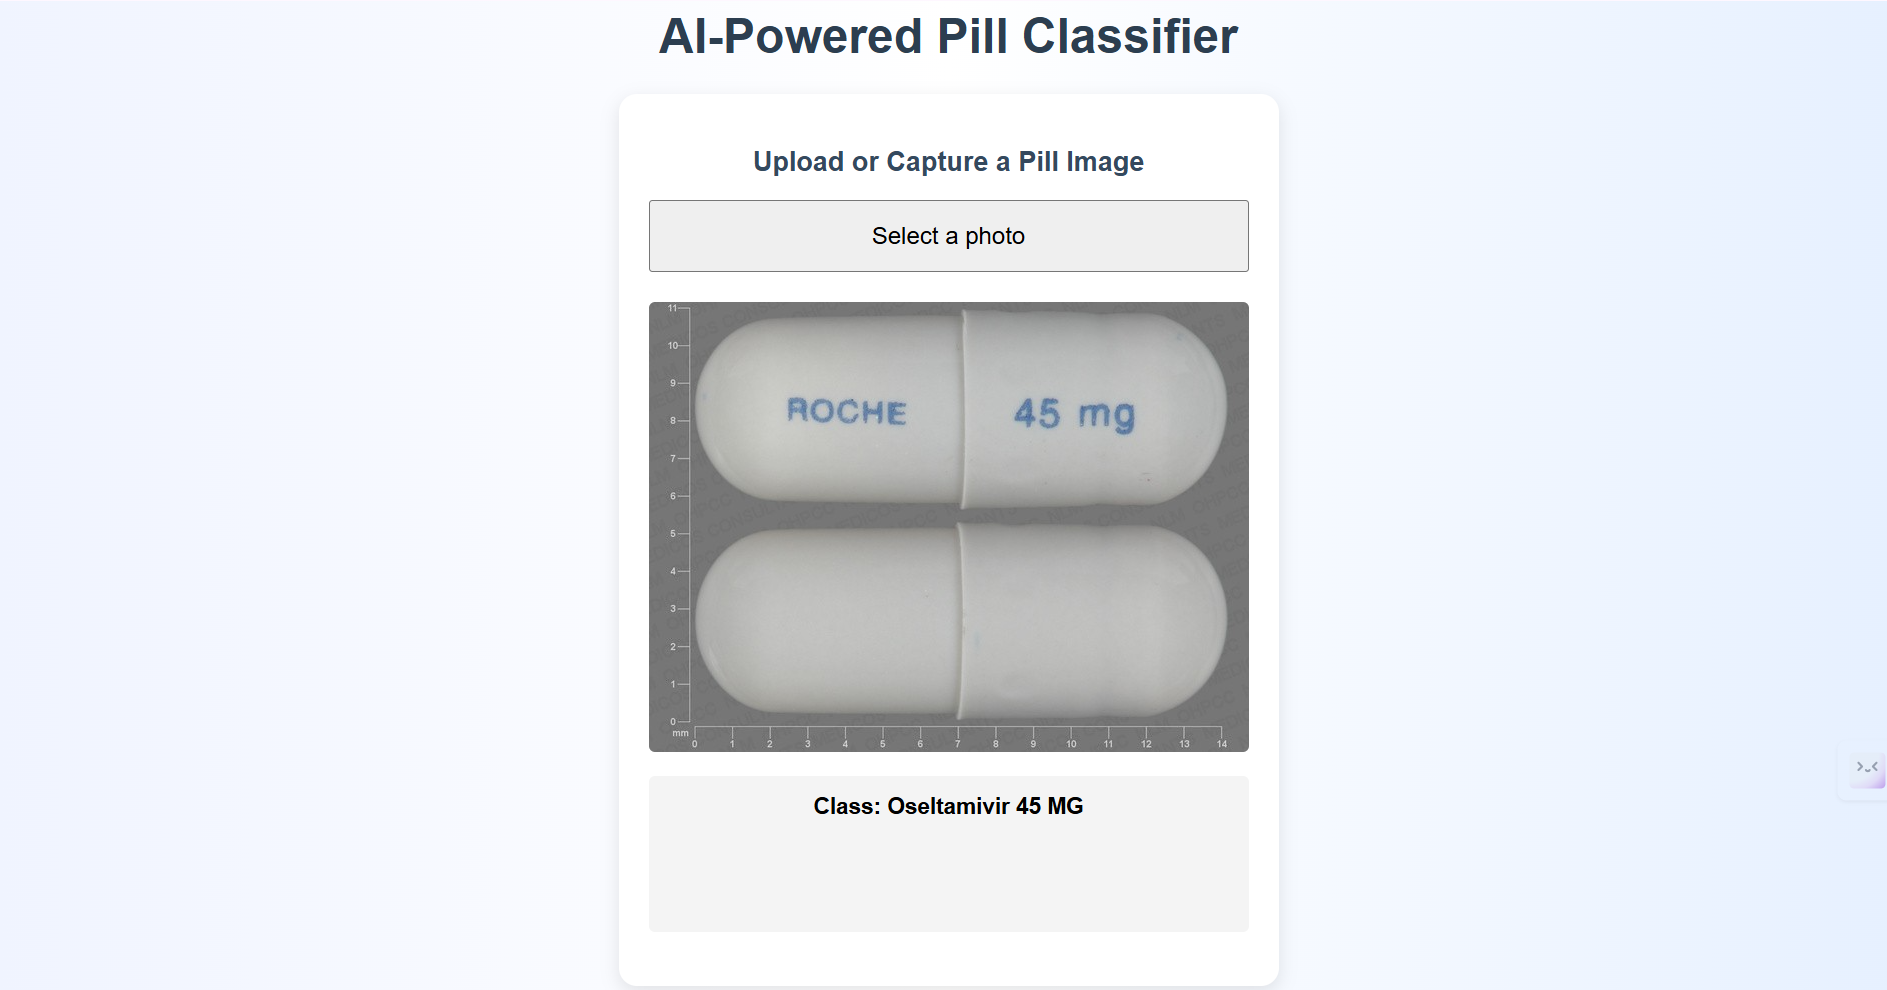 AI-Powered Pill Classifier
Upload or Capture a Pill Image
Select a photo
11
10
9
8
7
6
5
4
3
2
1
0
mm
0 1 2 3 4 5 6 7 8 9 10 11 12 13 14
ROCHE 45 mg
Class: Oseltamivir 45 MG